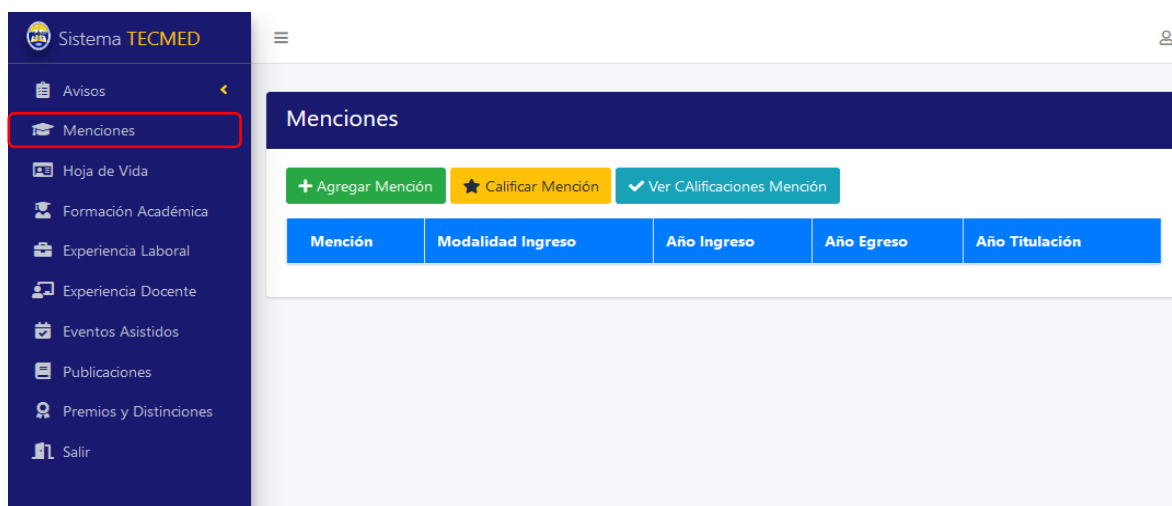 Sistema TECMED
Avisos
Menciones
Hoja de Vida
Formación Académica
Experiencia Laboral
Experiencia Docente
Eventos Asistidos
Publicaciones
Premios y Distinciones
Salir
Menciones
Agregar Mención Calificar Mención Ver CAlificaciones Mención
Mención Modalidad Ingreso Año Ingreso Año Egreso Año Titulación